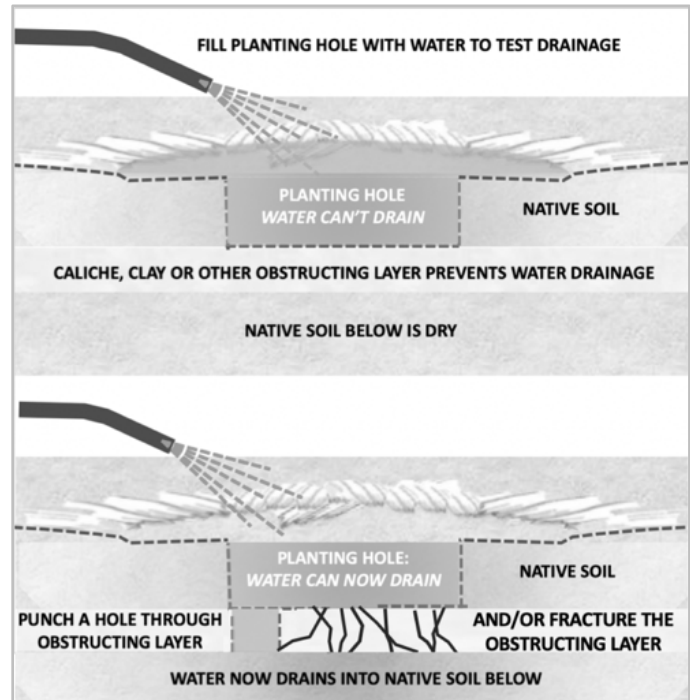 FILL PLANTING HOLE WITH WATER TO TEST DRAINAGE
PLANTING HOLE
WATER CAN'T DRAIN
NATIVE SOIL
CALICHE, CLAY OR OTHER OBSTRUCTING LAYER PREVENTS WATER DRAINAGE
NATIVE SOIL BELOW IS DRY
PLANTING HOLE:
WATER CAN NOW DRAIN
NATIVE SOIL
PUNCH A HOLE THROUGH
OBSTRUCTING LAYER
AND/OR FRACTURE THE
OBSTRUCTING LAYER
WATER NOW DRAINS INTO NATIVE SOIL BELOW